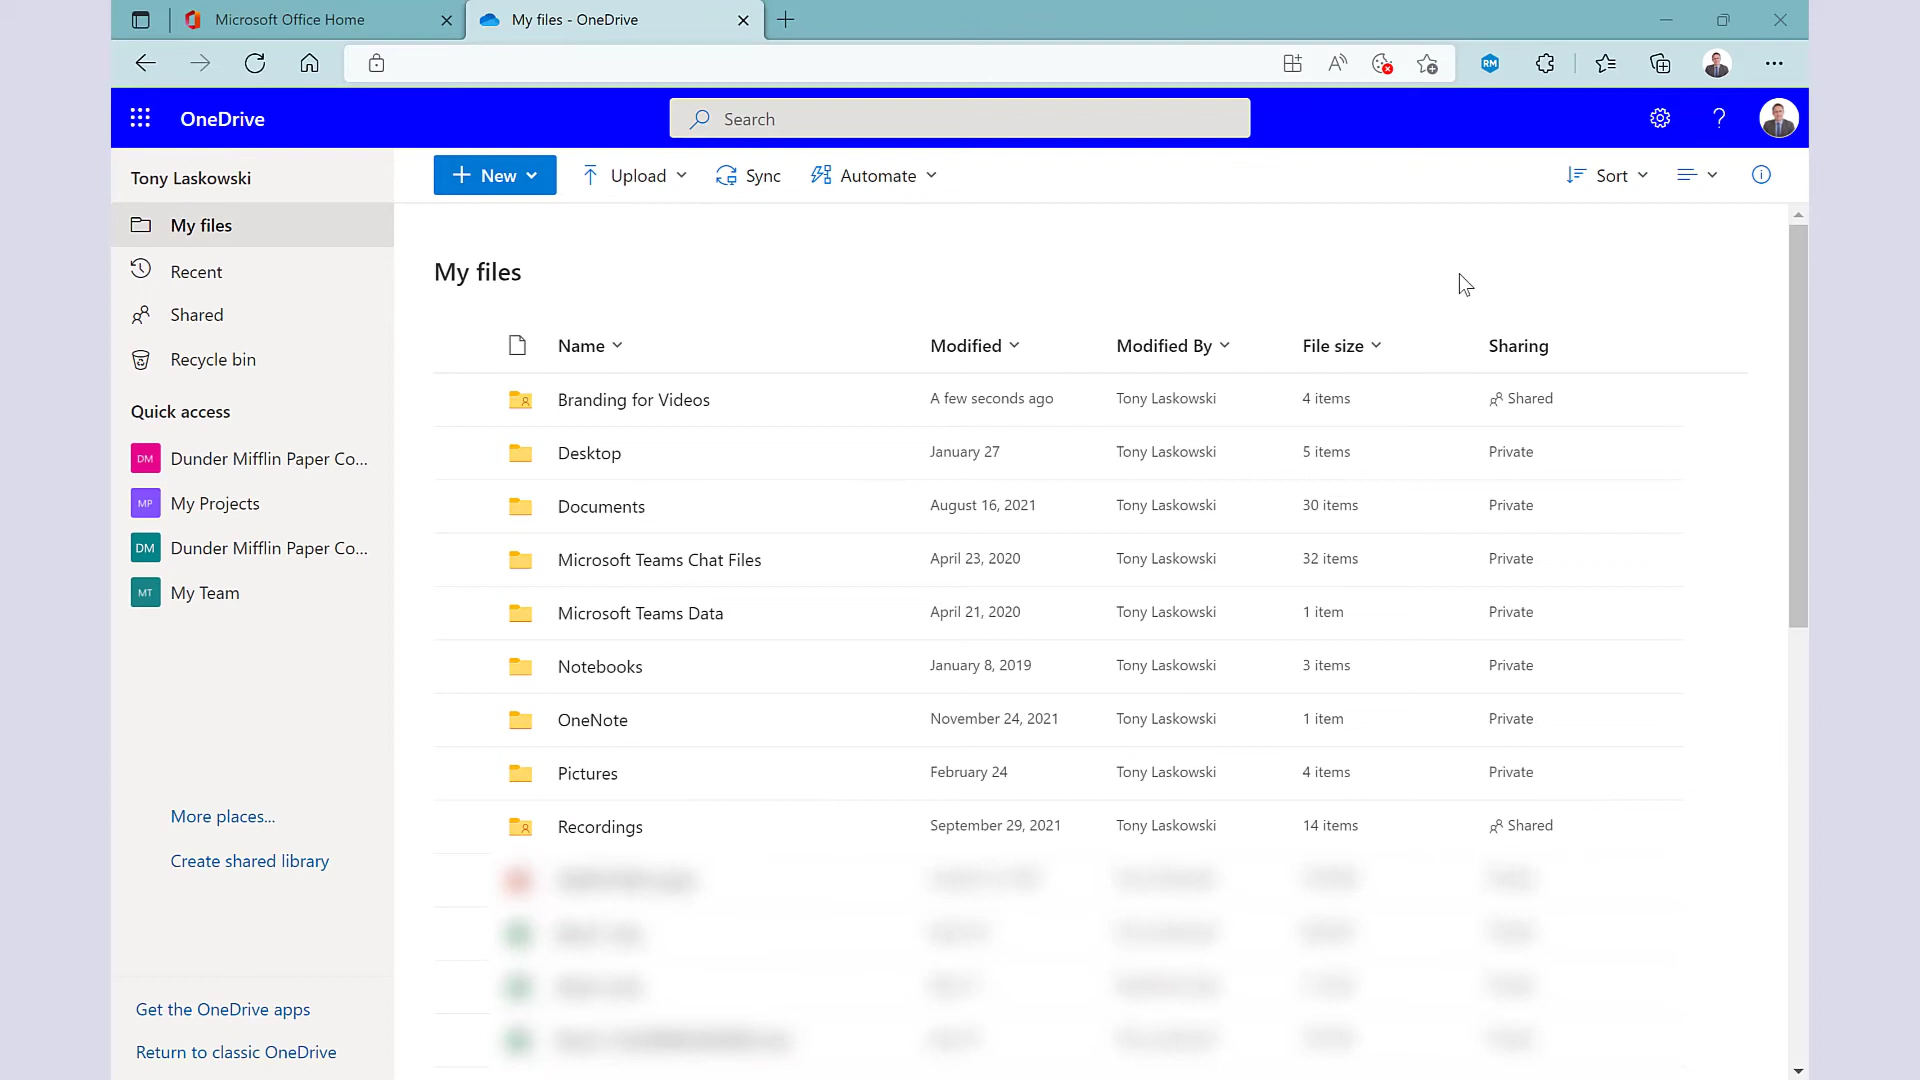 Microsoft Office Home
My files - OneDrive
A
RM
OneDrive
Search
?
Tony Laskowski
New
Upload
Sync
Automate
Sort
My files
Recent
Shared
Recycle bin
Quick access
DM Dunder Mifflin Paper Co...
MP My Projects
DM Dunder Mifflin Paper Co...
MT My Team
More places...
Create shared library
Get the OneDrive apps
Return to classic OneDrive
My files
Name Modified Modified By File size Sharing
Branding for Videos A few seconds ago Tony Laskowski 4 items Shared
Desktop January 27 Tony Laskowski 5 items Private
Documents August 16, 2021 Tony Laskowski 30 items Private
Microsoft Teams Chat Files April 23, 2020 Tony Laskowski 32 items Private
Microsoft Teams Data April 21, 2020 Tony Laskowski 1 item Private
Notebooks January 8, 2019 Tony Laskowski 3 items Private
OneNote November 24, 2021 Tony Laskowski 1 item Private
Pictures February 24 Tony Laskowski 4 items Private
Recordings September 29, 2021 Tony Laskowski 14 items Shared